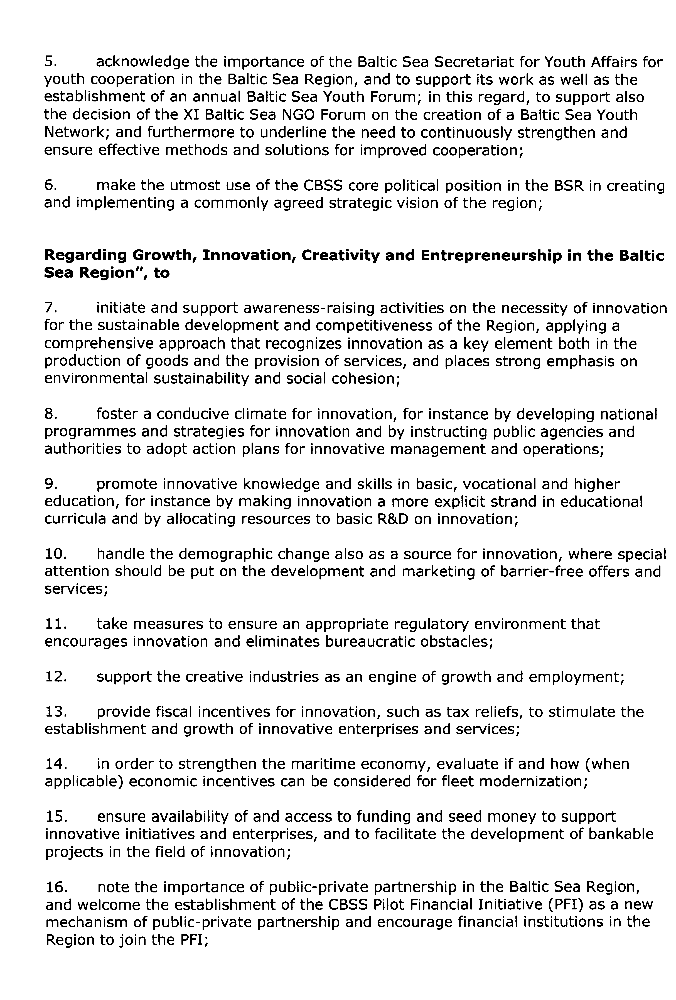 5. acknowledge the importance of the Baltic Sea Secretariat for Youth Affairs for
youth cooperation in the Baltic Sea Region, and to support its work as well as the
establishment of an annual Baltic Sea Youth Forum; in this regard, to support also
the decision of the XI Baltic Sea NGO Forum on the creation of a Baltic Sea Youth
Network; and furthermore to underline the need to continuously strengthen and
ensure effective methods and solutions for improved cooperation;
6. make the utmost use of the CBSS core political position in the BSR in creating
and implementing a commonly agreed strategic vision of the region;
Regarding Growth, Innovation, Creativity and Entrepreneurship in the Baltic
Sea Region”, to
7. initiate and support awareness-raising activities on the necessity of innovation
for the sustainable development and competitiveness of the Region, applying a
comprehensive approach that recognizes innovation as a key element both in the
production of goods and the provision of services, and places strong emphasis on
environmental sustainability and social cohesion;
8. foster a conducive climate for innovation, for instance by developing national
programmes and strategies for innovation and by instructing public agencies and
authorities to adopt action plans for innovative management and operations;
9. promote innovative knowledge and skills in basic, vocational and higher
education, for instance by making innovation a more explicit strand in educational
curricula and by allocating resources to basic R&D on innovation;
10. handle the demographic change also as a source for innovation, where special
attention should be put on the development and marketing of barrier-free offers and
services;
11. take measures to ensure an appropriate regulatory environment that
encourages innovation and eliminates bureaucratic obstacles;
12. support the creative industries as an engine of growth and employment;
13. provide fiscal incentives for innovation, such as tax reliefs, to stimulate the
establishment and growth of innovative enterprises and services;
14. in order to strengthen the maritime economy, evaluate if and how (when
applicable) economic incentives can be considered for fleet modernization;
15. ensure availability of and access to funding and seed money to support
innovative initiatives and enterprises, and to facilitate the development of bankable
projects in the field of innovation;
16. note the importance of public-private partnership in the Baltic Sea Region,
and welcome the establishment of the CBSS Pilot Financial Initiative (PFI) as a new
mechanism of public-private partnership and encourage financial institutions in the
Region to join the PFI;